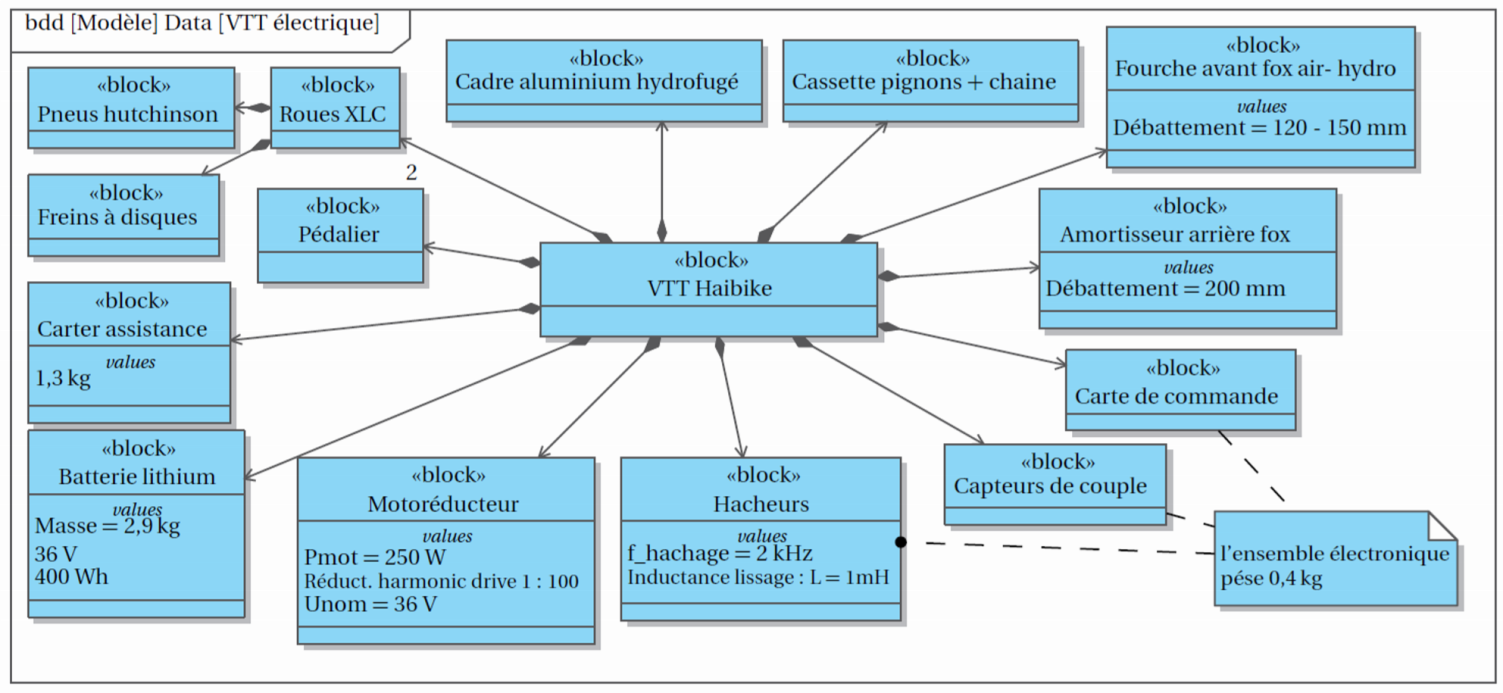 bdd [Modèle] Data [VTT électrique]
«block»
Pneus hutchinson
«block»
Roues XLC
«block»
Cadre aluminium hydrofugé
«block»
Cassette pignons + chaine
«block»
Fourche avant fox air- hydro
values
Débattement = 120 - 150 mm
2
«block»
Freins à disques
«block»
Pédalier
«block»
VTT Haibike
«block»
Amortisseur arrière fox
values
Débattement = 200 mm
«block»
Carter assistance
values
1,3 kg
«block»
Carte de commande
«block»
Batterie lithium
values
Masse = 2,9 kg
36 V
400 Wh
«block»
Motoréducteur
values
Pmot = 250 W
Réduct. harmonic drive 1 : 100
Unom = 36 V
«block»
Hacheurs
values
f_hachage = 2 kHz
Inductance lissage : L = 1mH
«block»
Capteurs de couple
l'ensemble électronique
pése 0,4 kg